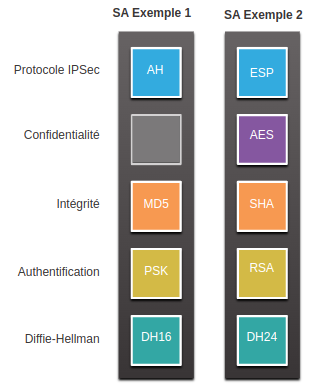 SA Exemple 1 SA Exemple 2
Protocole IPSec AH ESP
Confidentialité AES
Intégrité MD5 SHA
Authentification PSK RSA
Diffie-Hellman DH16 DH24